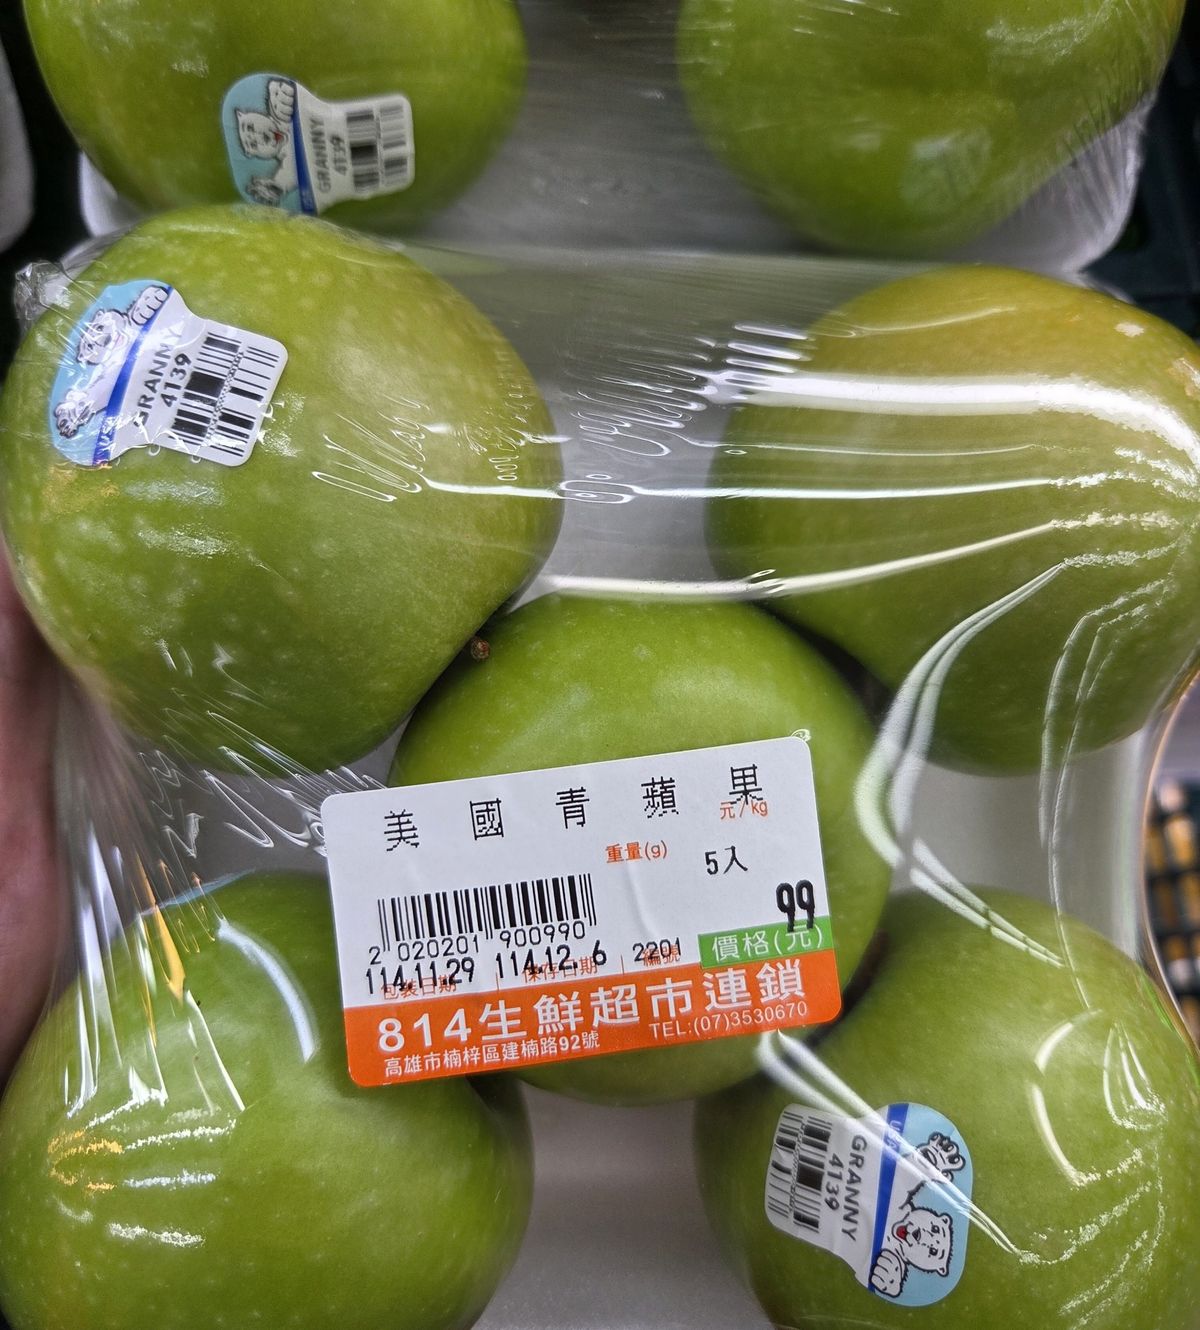 GRANNY
4139
USA
GRANNY
4139
美國青蘋果
元/kg
重量(g)
5入
99
2 020201 900990
114.11.29 114.12.6 2201
包裝日期 保存日期 編號
價格(元)
814生鮮超市連鎖
高雄市楠梓區建楠路92號
TEL:(07)3530670
USA
GRANNY
4139